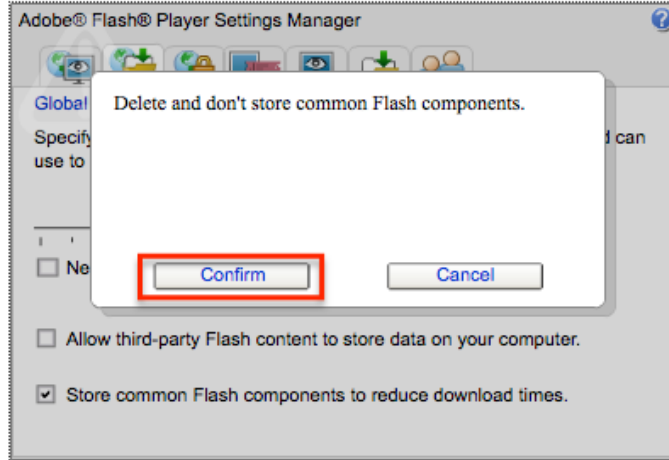 Adobe® Flash® Player Settings Manager
?
Global
Delete and don't store common Flash components.
Specify
can
use to
Ne
Confirm
Cancel
Allow third-party Flash content to store data on your computer.
Store common Flash components to reduce download times.